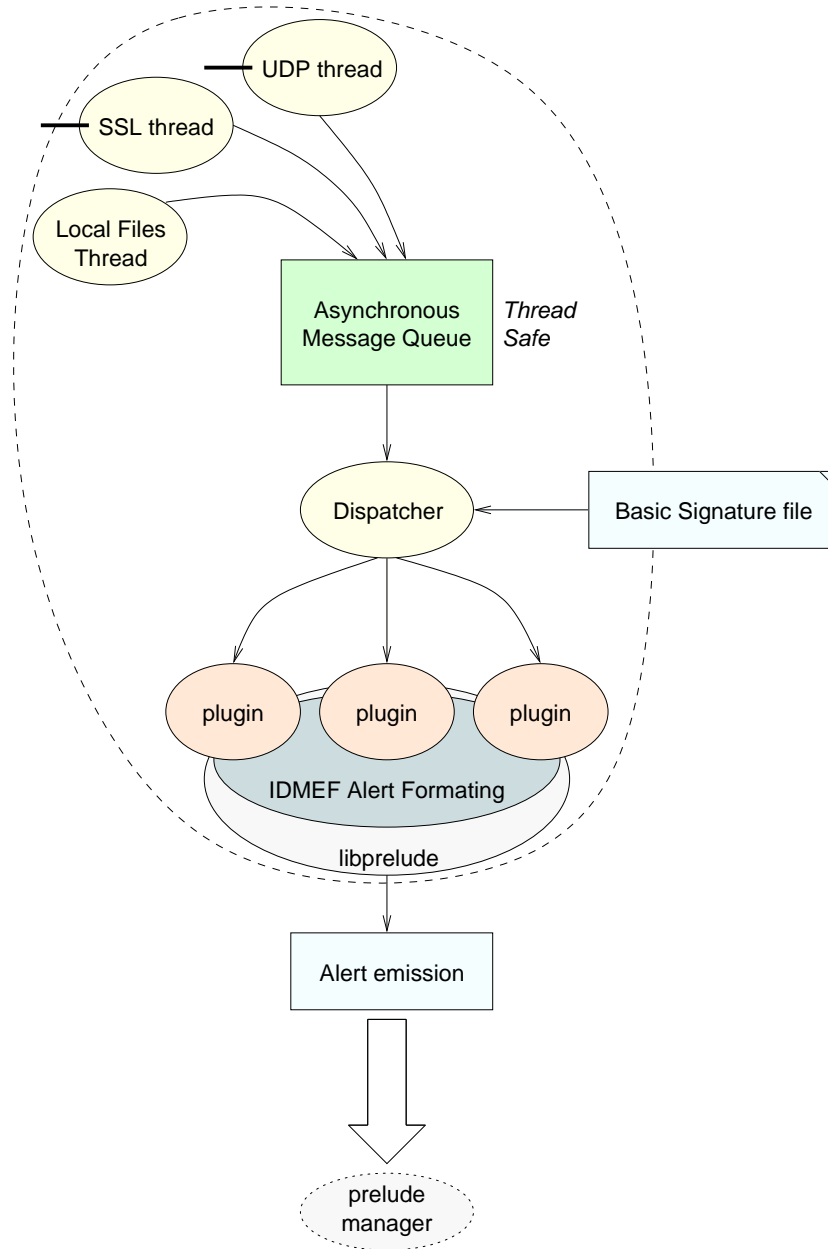 UDP thread
SSL thread
Local Files
Thread
Asynchronous
Message Queue
Thread
Safe
Dispatcher
Basic Signature file
plugin
plugin
plugin
IDMEF Alert Formating
libprelude
Alert emission
prelude
manager